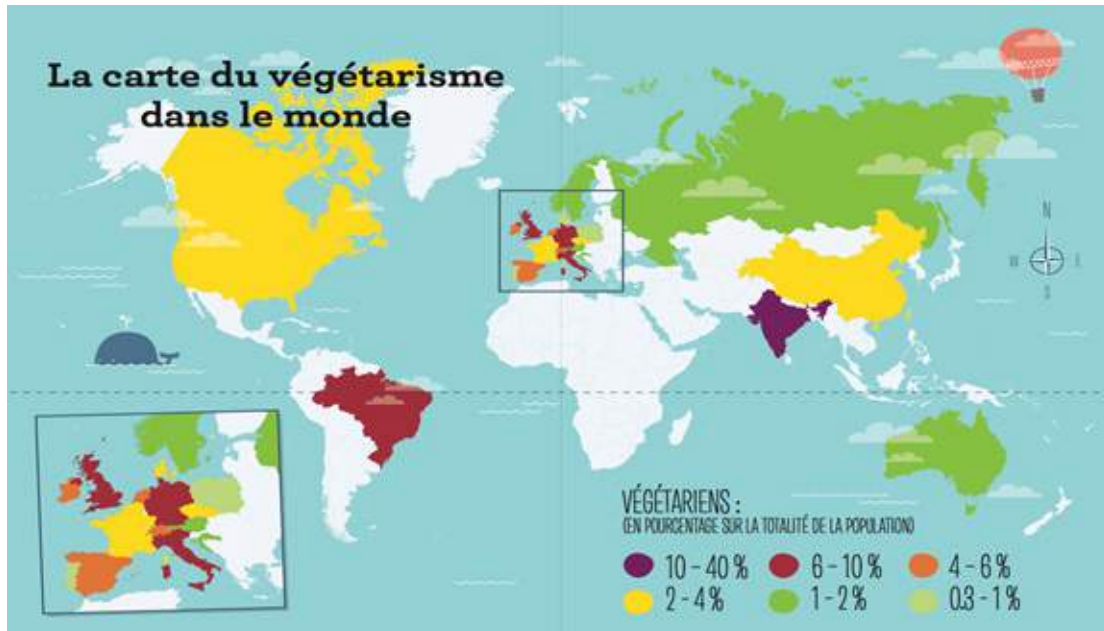 La carte du végétarisme
dans le monde
N
W E
S
VÉGÉTARIENS :
(EN POURCENTAGE SUR LA TOTALITÉ DE LA POPULATION)
10 - 40 % 6 - 10 % 4 - 6 %
2 - 4 % 1 - 2 % 0.3 - 1 %